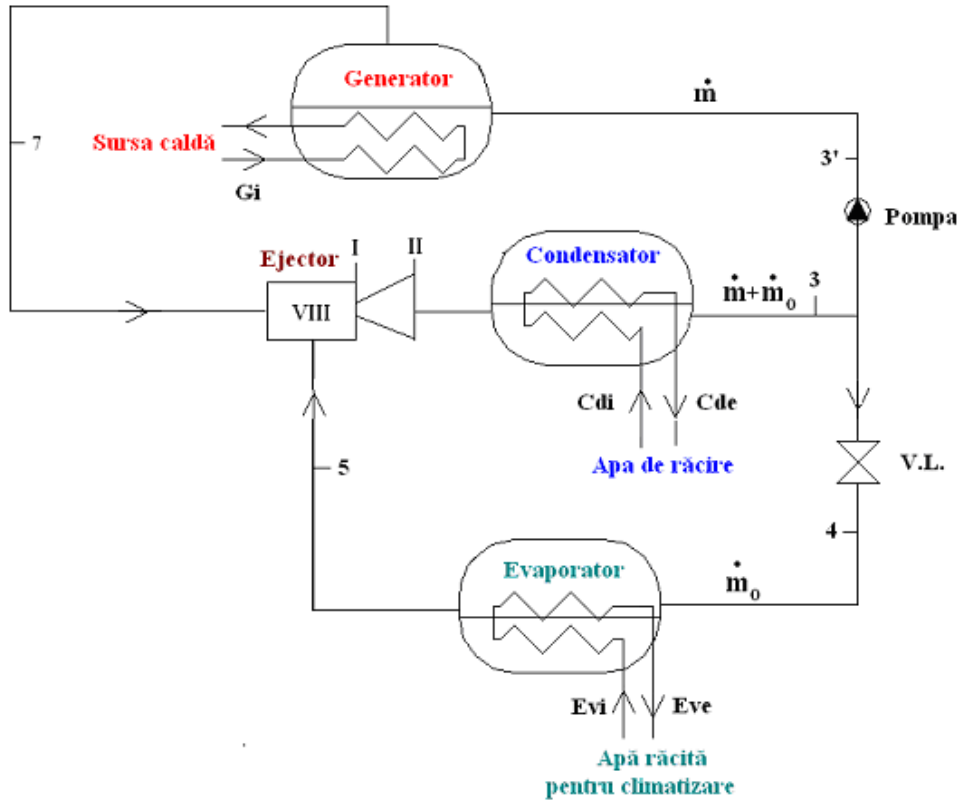 Generator
ṁ
7
Sursa caldă
3'
Gi
Pompa
Ejector
I
II
Condensator
3
ṁ+ṁ₀
VIII
Cdi
Cde
Apa de răcire
V.L.
5
4
Evaporator
ṁ₀
Evi
Eve
Apă răcită
pentru climatizare